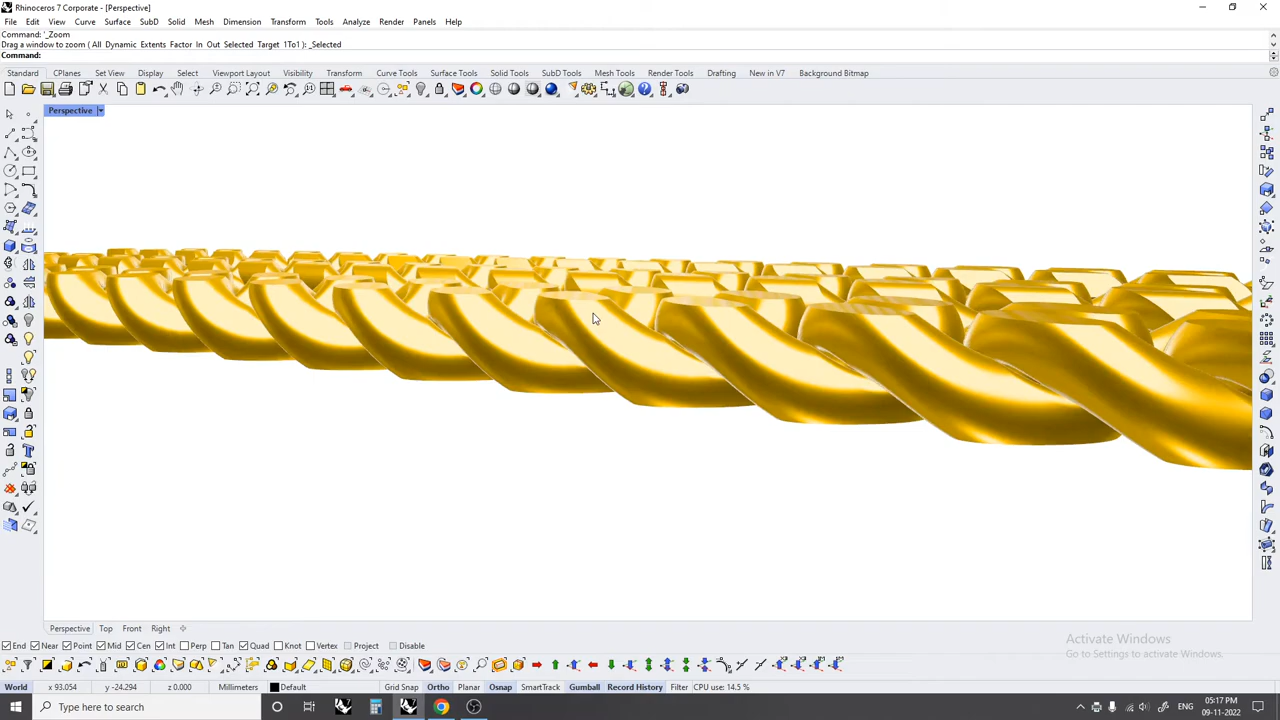 Rhinoceros 7 Corporate - [Perspective]
File Edit View Curve Surface SubD Solid Mesh Dimension Transform Tools Analyze Render Panels Help
Command: '_Zoom
Drag a window to zoom ( All Dynamic Extents Factor In Out Selected Target 1To1 ): _Selected
Command:
Standard CPlanes Set View Display Select Viewport Layout Visibility Transform Curve Tools Surface Tools Solid Tools SubD Tools Mesh Tools Render Tools Drafting New in V7 Background Bitmap
Perspective
Activate Windows
Go to Settings to activate Windows.
Perspective Top Front Right
End Near Point Mid Cen Int Perp Tan Quad Knot Vertex Project Disable
World x 93.054 y -24.294 z 0.000 Millimeters Default Grid Snap Ortho Planar Osnap SmartTrack Gumball Record History Filter CPU use: 14.5 %
Type here to search
ENG
05:17 PM
09-11-2022